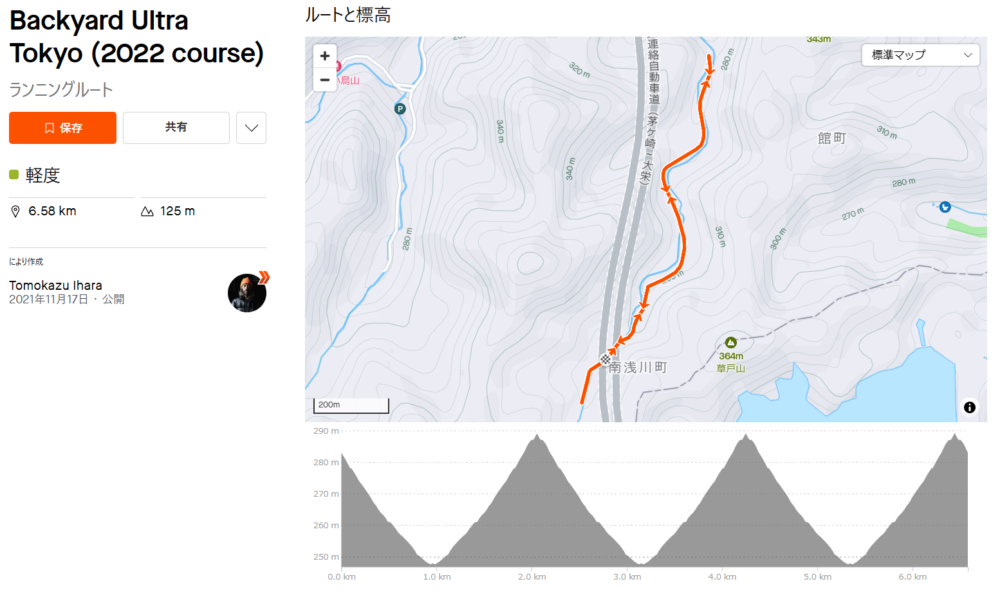 Backyard Ultra
Tokyo (2022 course)
ランニングルート
保存
共有
軽度
6.58 km
125 m
により作成
Tomokazu Ihara
2021年11月17日 · 公開
ルートと標高
+
−
小鳥山
P
320 m
340 m
340 m
280 m
連絡自動車道(茅ケ崎~大栄)
280 m
343m
標準マップ
館町
310 m
280 m
270 m
300 m
310 m
364m
草戸山
南浅川町
200m
290 m
280 m
270 m
260 m
250 m
0.0 km
1.0 km
2.0 km
3.0 km
4.0 km
5.0 km
6.0 km